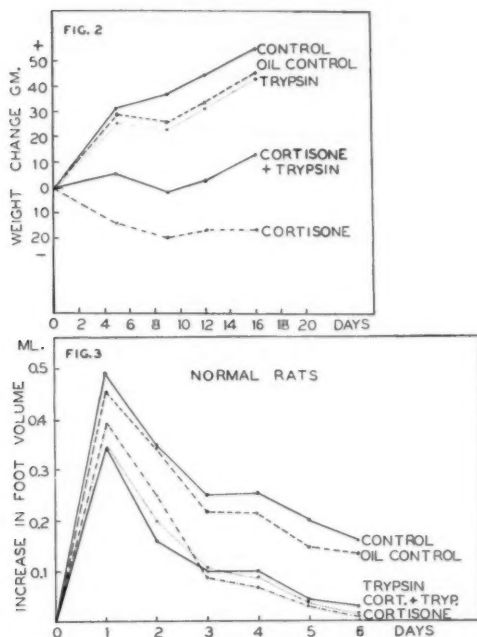 FIG. 2
+
50
40
30
20
10
0
10
20
−
WEIGHT CHANGE GM.
CONTROL
OIL CONTROL
TRYPSIN
CORTISONE
+ TRYPSIN
CORTISONE
0 2 4 6 8 10 12 14 16 18 20 DAYS
ML.
FIG. 3
NORMAL RATS
0.5
0.4
0.3
0.2
0.1
INCREASE IN FOOT VOLUME
CONTROL
OIL CONTROL
TRYPSIN
CORT. + TRYP.
CORTISONE
0 1 2 3 4 5 6 DAYS